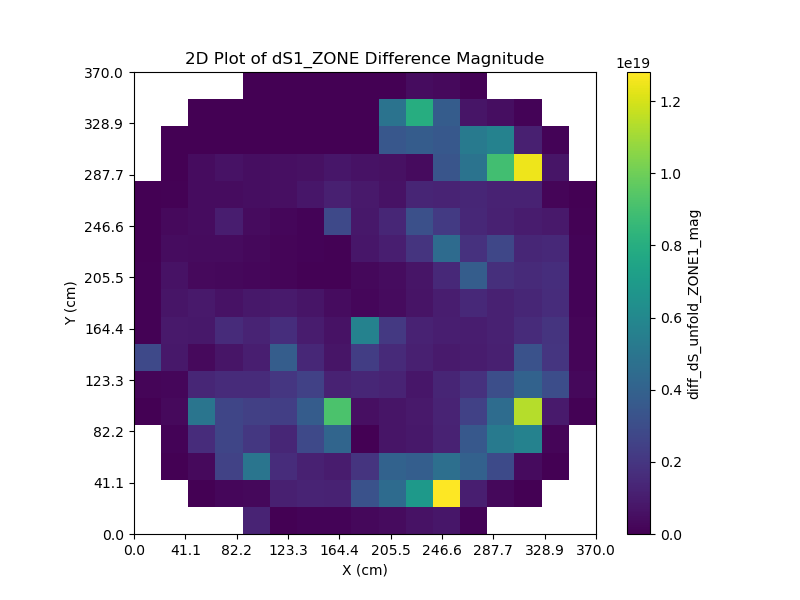 2D Plot of dS1_ZONE Difference Magnitude
1e19
370.0
328.9
287.7
246.6
205.5
164.4
123.3
82.2
41.1
0.0
Y (cm)
0.0 41.1 82.2 123.3 164.4 205.5 246.6 287.7 328.9 370.0
X (cm)
1.2
1.0
0.8
0.6
0.4
0.2
0.0
diff_dS_unfold_ZONE1_mag